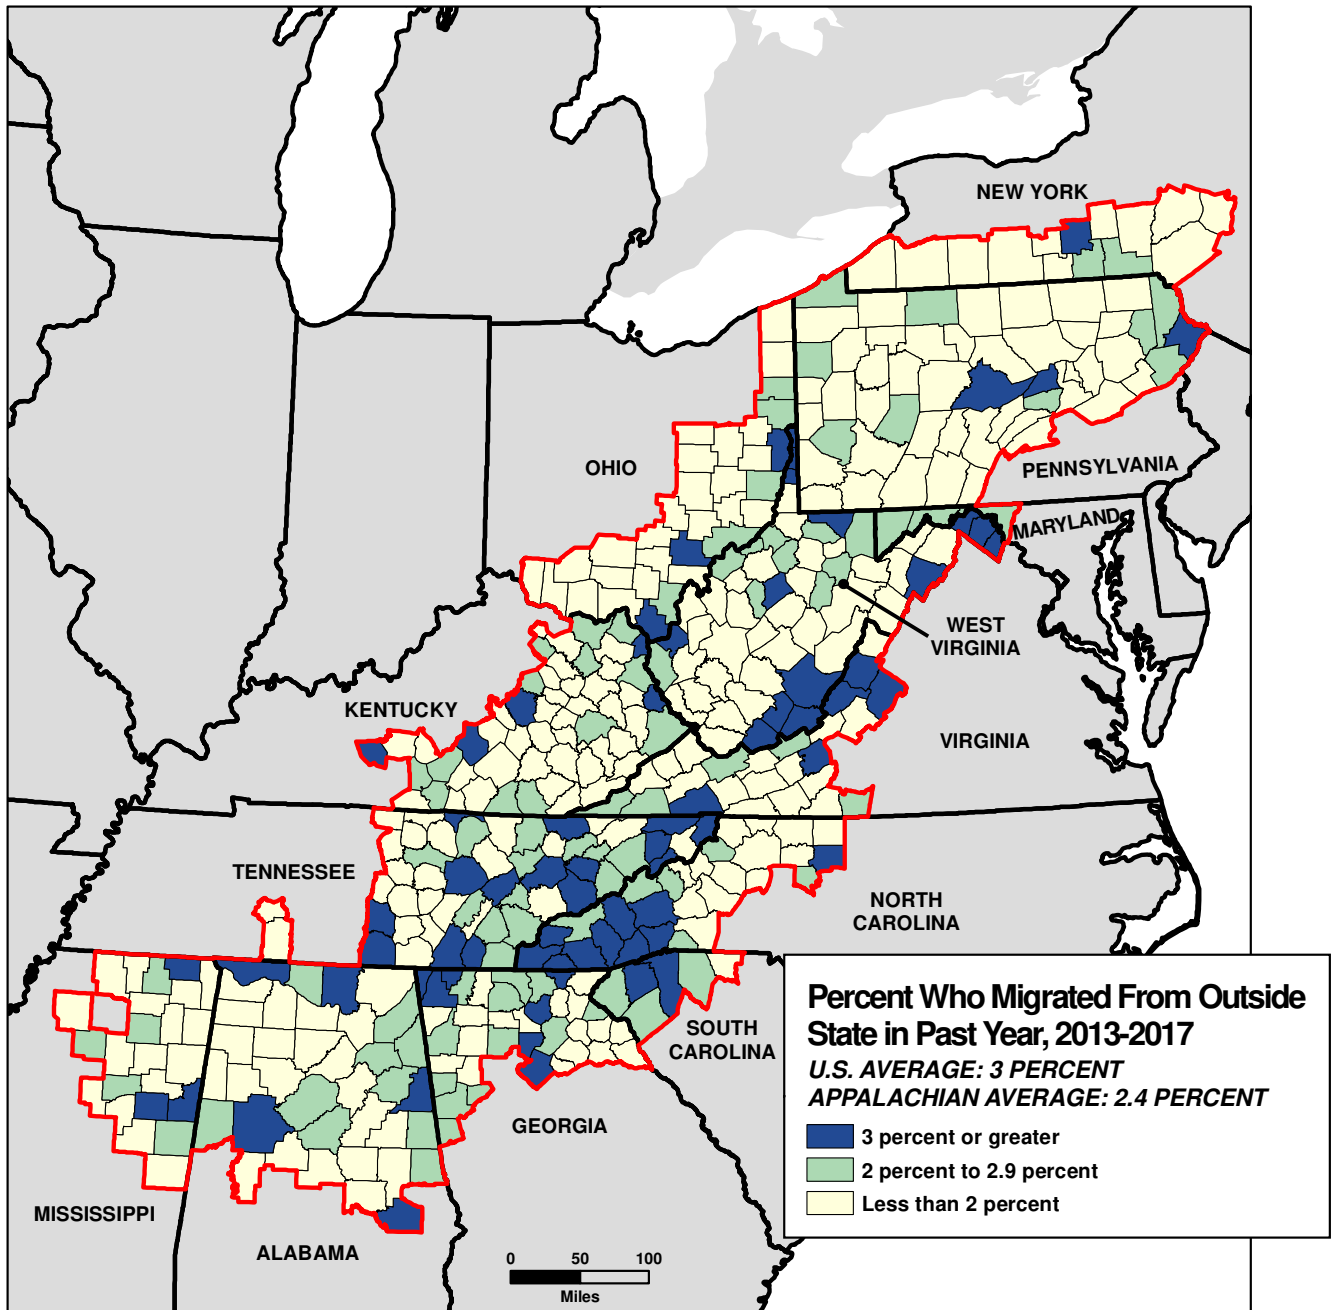 NEW YORK
OHIO
PENNSYLVANIA
MARYLAND
WEST
VIRGINIA
KENTUCKY
VIRGINIA
TENNESSEE
NORTH
CAROLINA
SOUTH
CAROLINA
GEORGIA
MISSISSIPPI
ALABAMA
Percent Who Migrated From Outside
State in Past Year, 2013-2017
U.S. AVERAGE: 3 PERCENT
APPALACHIAN AVERAGE: 2.4 PERCENT
3 percent or greater
2 percent to 2.9 percent
Less than 2 percent
0 50 100
Miles